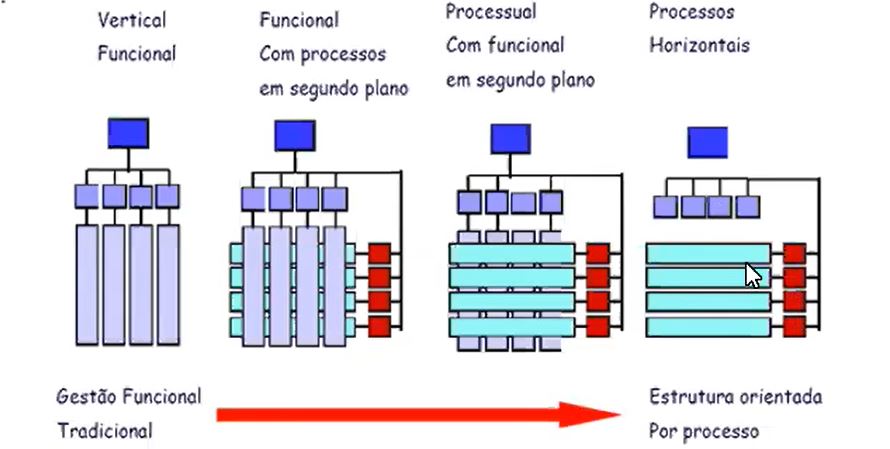 Vertical
Funcional
Funcional
Com processos
em segundo plano
Processual
Com funcional
em segundo plano
Processos
Horizontais
Gestão Funcional
Tradicional
Estrutura orientada
Por processo